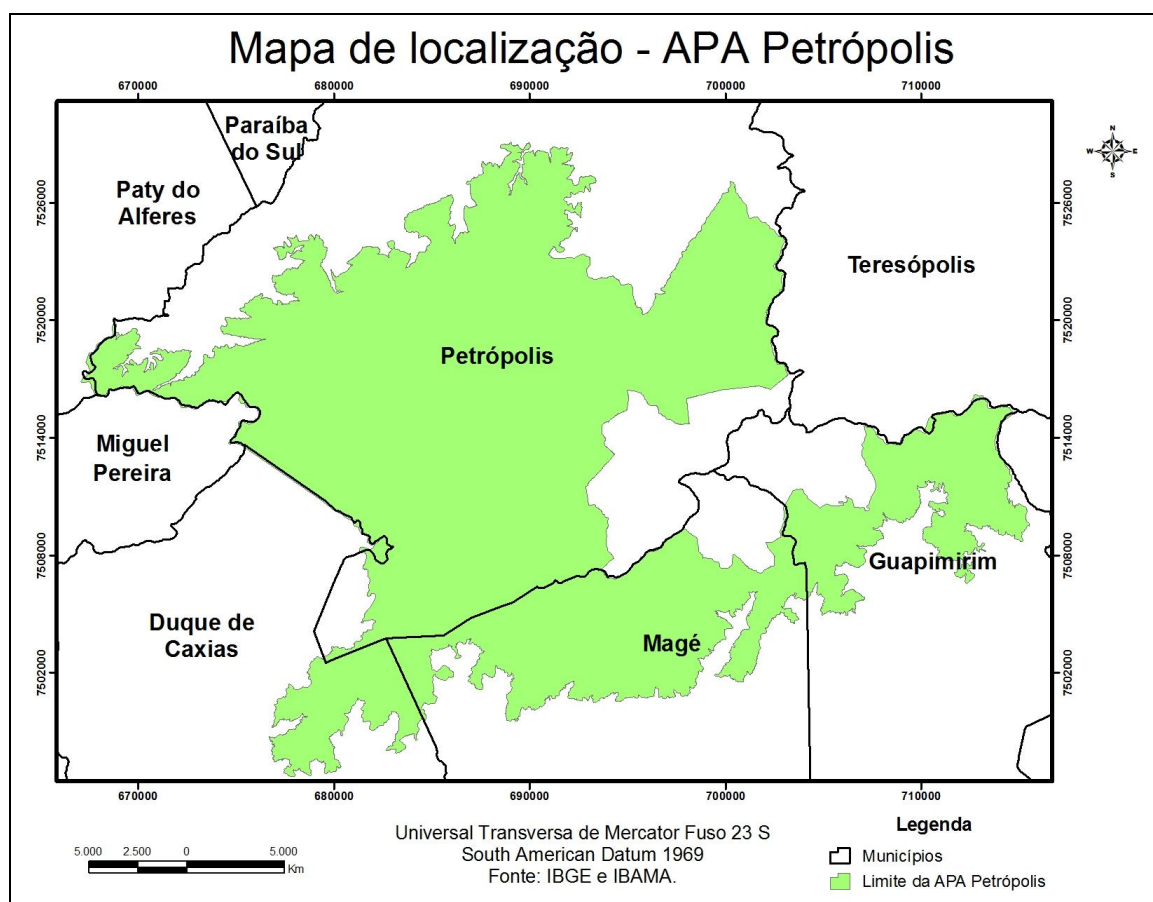 Mapa de localização - APA Petrópolis
670000 680000 690000 700000 710000
N
W E
S
7526000 7526000
7520000 7520000
7514000 7514000
7508000 7508000
7502000 7502000
Paraíba
do Sul
Paty do
Alferes
Teresópolis
Petrópolis
Miguel
Pereira
Guapimirim
Duque de
Caxias
Magé
670000 680000 690000 700000 710000
5.000 2.500 0 5.000
Km
Universal Transversa de Mercator Fuso 23 S
South American Datum 1969
Fonte: IBGE e IBAMA.
Legenda
Municípios
Limite da APA Petrópolis